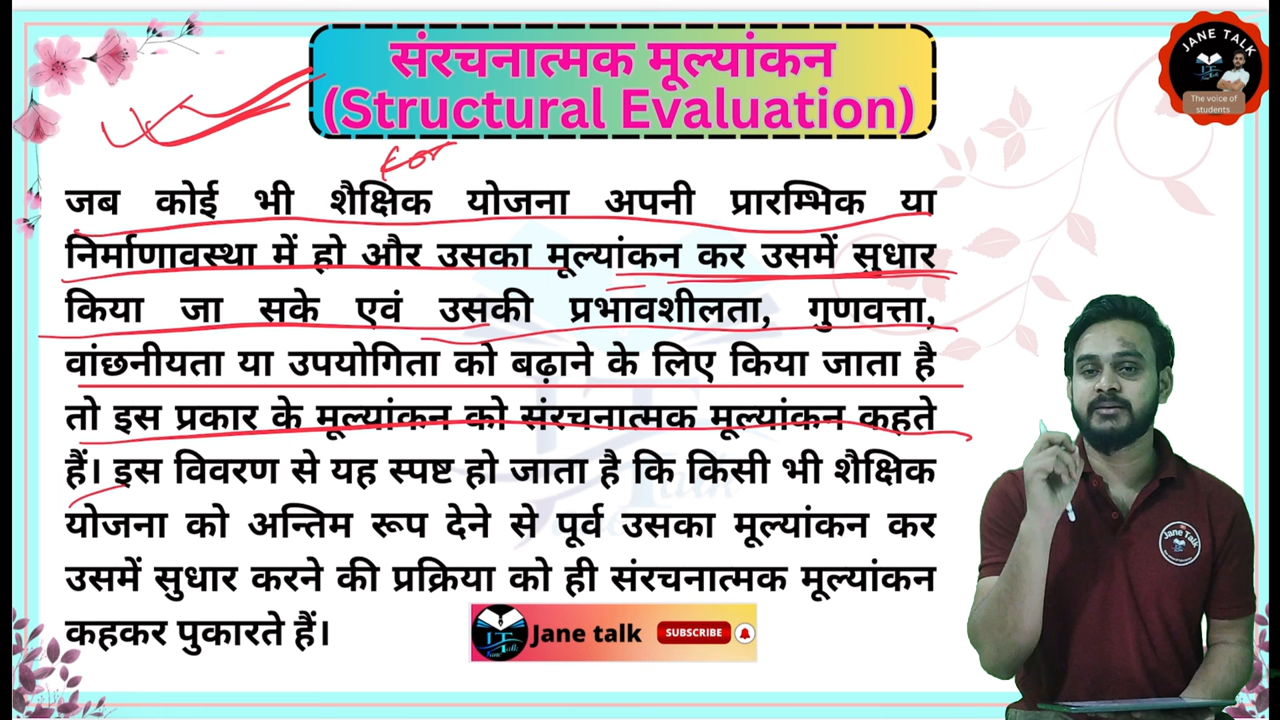 संरचनात्मक मूल्यांकन
(Structural Evaluation)
JANE TALK
The voice of
students
for
जब कोई भी शैक्षिक योजना अपनी प्रारम्भिक या
निर्माणावस्था में हो और उसका मूल्यांकन कर उसमें सुधार
किया जा सके एवं उसकी प्रभावशीलता, गुणवत्ता,
वांछनीयता या उपयोगिता को बढ़ाने के लिए किया जाता है
तो इस प्रकार के मूल्यांकन को संरचनात्मक मूल्यांकन कहते
हैं। इस विवरण से यह स्पष्ट हो जाता है कि किसी भी शैक्षिक
योजना को अन्तिम रूप देने से पूर्व उसका मूल्यांकन कर
उसमें सुधार करने की प्रक्रिया को ही संरचनात्मक मूल्यांकन
कहकर पुकारते हैं।
Jane talk SUBSCRIBE
Jane Talk